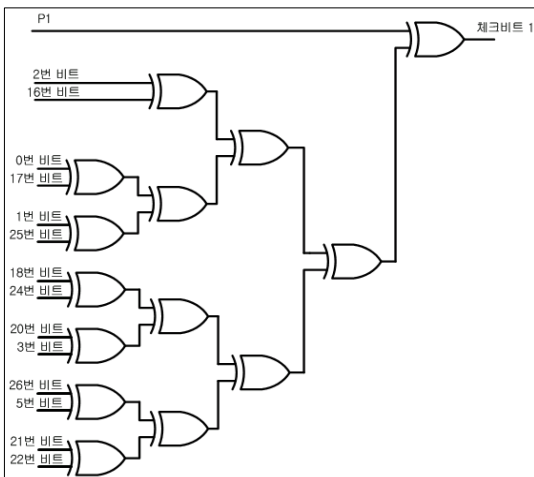 P1
체크비트 1
2번 비트
16번 비트
0번 비트
17번 비트
1번 비트
25번 비트
18번 비트
24번 비트
20번 비트
3번 비트
26번 비트
5번 비트
21번 비트
22번 비트